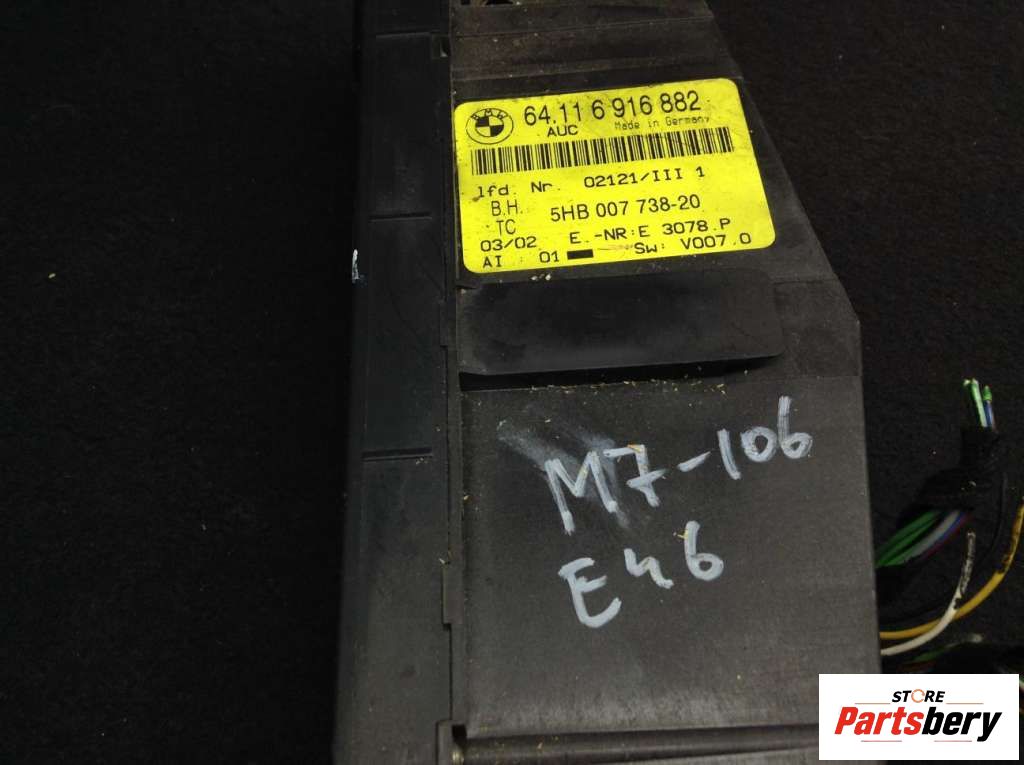 BMW
64.11 6 916 882
AUC Made in Germany
lfd. Nr. 02121/III 1
B.H. 5HB 007 738-20
TC
03/02 E.-NR:E 3078.P
AI : 01 Sw: V007.0
M7-106
E46
STORE
Partsbery